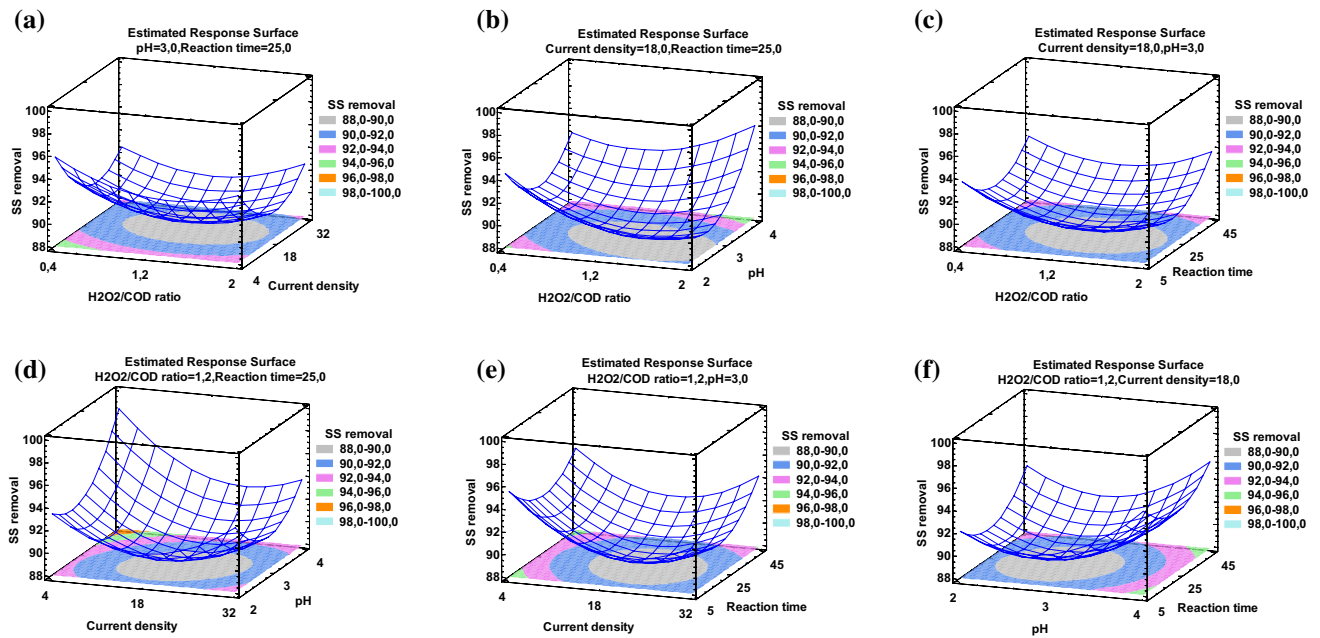 (a)
Estimated Response Surface
pH=3,0,Reaction time=25,0
SS removal
100
98
96
94
92
90
88
0,4
1,2
2
H2O2/COD ratio
4
18
32
Current density
SS removal
88,0-90,0
90,0-92,0
92,0-94,0
94,0-96,0
96,0-98,0
98,0-100,0
(b)
Estimated Response Surface
Current density=18,0,Reaction time=25,0
SS removal
100
98
96
94
92
90
88
0,4
1,2
2
H2O2/COD ratio
2
3
4
pH
SS removal
88,0-90,0
90,0-92,0
92,0-94,0
94,0-96,0
96,0-98,0
98,0-100,0
(c)
Estimated Response Surface
Current density=18,0,pH=3,0
SS removal
100
98
96
94
92
90
88
0,4
1,2
2
H2O2/COD ratio
5
25
45
Reaction time
SS removal
88,0-90,0
90,0-92,0
92,0-94,0
94,0-96,0
96,0-98,0
98,0-100,0
(d)
Estimated Response Surface
H2O2/COD ratio=1,2,Reaction time=25,0
SS removal
100
98
96
94
92
90
88
4
18
32
Current density
2
3
4
pH
SS removal
88,0-90,0
90,0-92,0
92,0-94,0
94,0-96,0
96,0-98,0
98,0-100,0
(e)
Estimated Response Surface
H2O2/COD ratio=1,2,pH=3,0
SS removal
100
98
96
94
92
90
88
4
18
32
Current density
5
25
45
Reaction time
SS removal
88,0-90,0
90,0-92,0
92,0-94,0
94,0-96,0
96,0-98,0
98,0-100,0
(f)
Estimated Response Surface
H2O2/COD ratio=1,2,Current density=18,0
SS removal
100
98
96
94
92
90
88
2
3
4
pH
5
25
45
Reaction time
SS removal
88,0-90,0
90,0-92,0
92,0-94,0
94,0-96,0
96,0-98,0
98,0-100,0